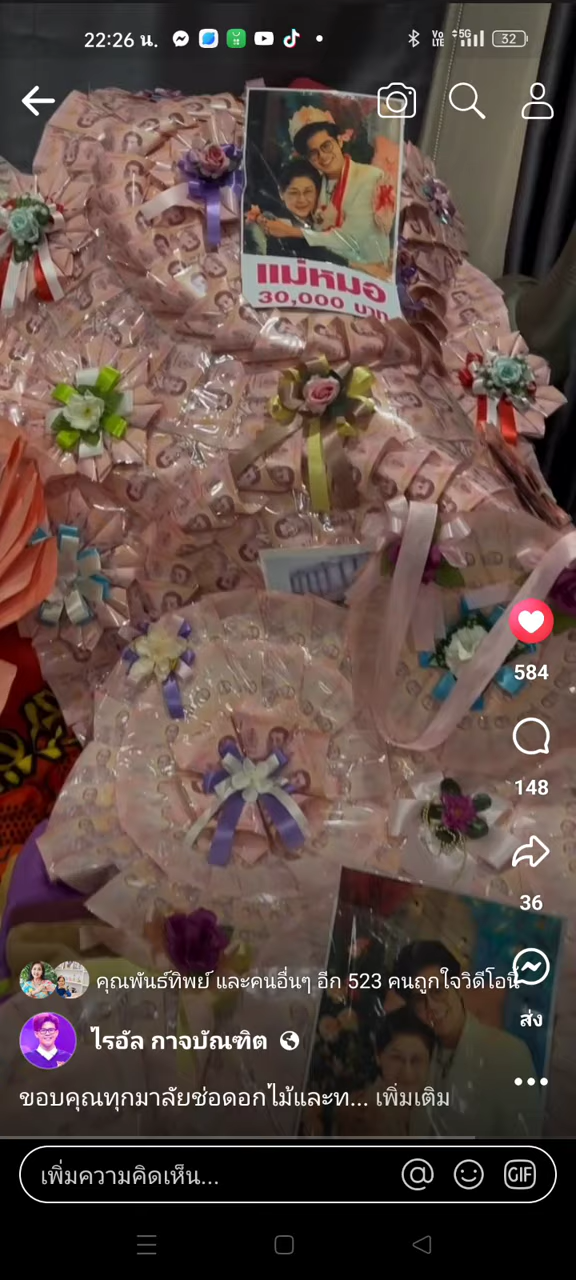 22:26 น.
Vo LTE 5G 32
แม่หมอ
30,000 บาท
584
148
36
คุณพันธ์ทิพย์ และคนอื่นๆ อีก 523 คนถูกใจวิดีโอนี้
ส่ง
ไรอัล กาจบัณฑิต
ขอบคุณทุกมาลัยช่อดอกไม้และท... เพิ่มเติม
เพิ่มความคิดเห็น...
GIF